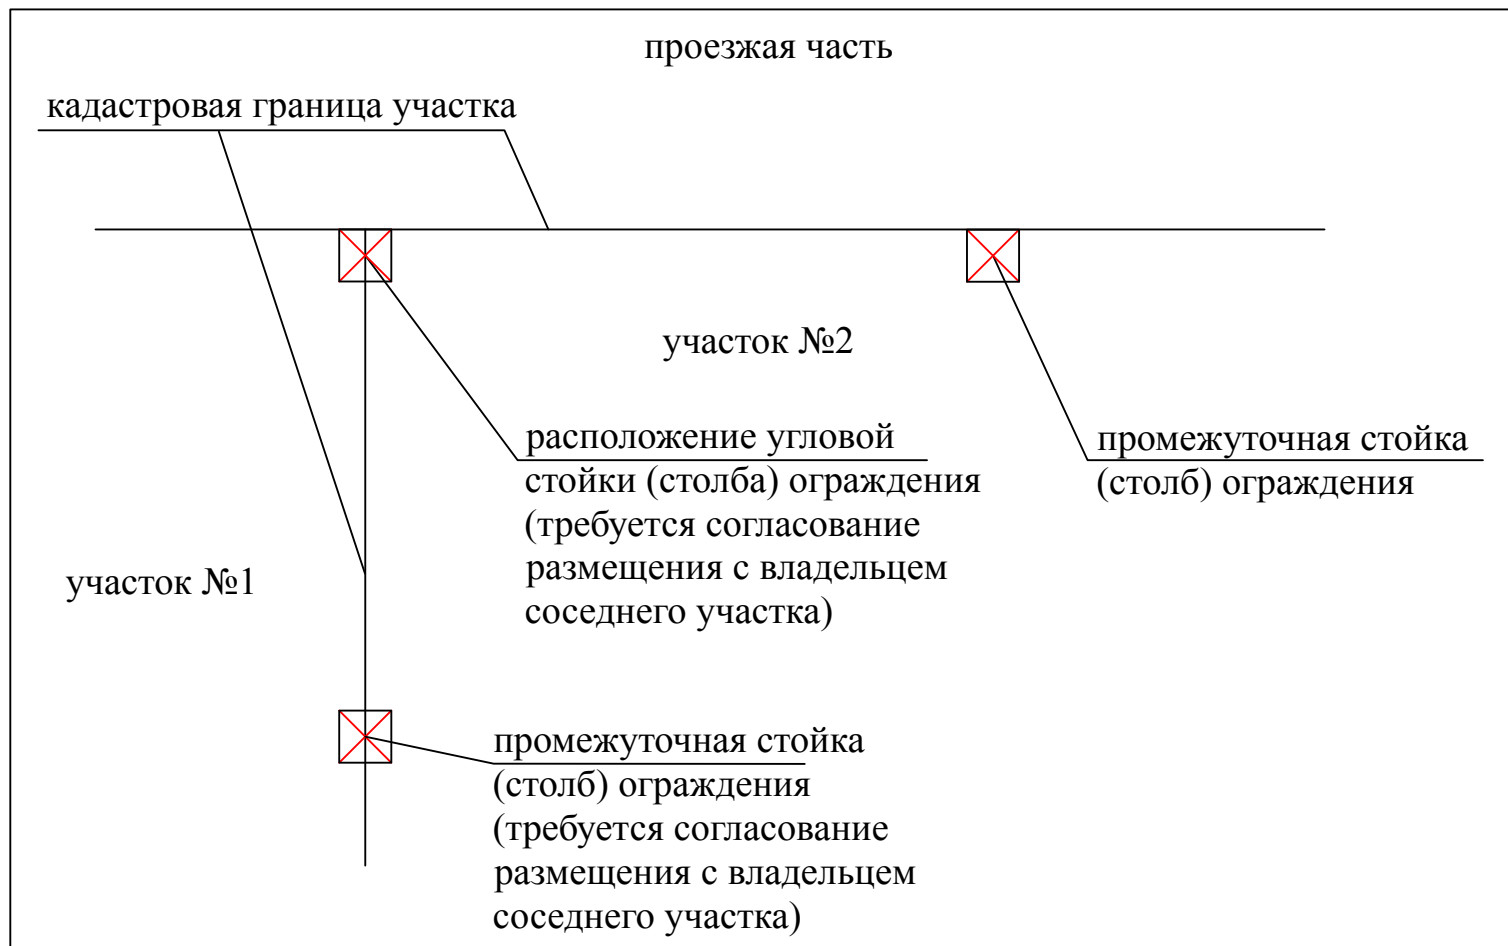 проезжая часть
кадастровая граница участка
участок №2
расположение угловой
стойки (столба) ограждения
(требуется согласование
размещения с владельцем
соседнего участка)
промежуточная стойка
(столб) ограждения
участок №1
промежуточная стойка
(столб) ограждения
(требуется согласование
размещения с владельцем
соседнего участка)